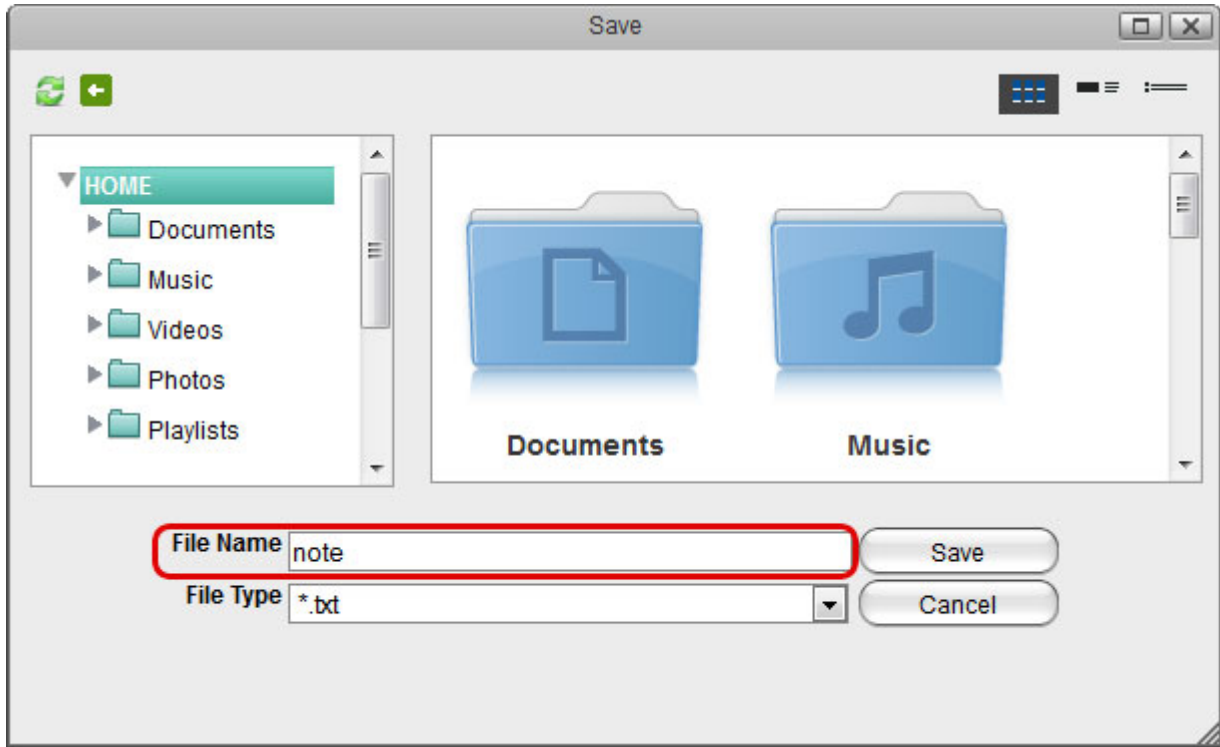 Save
HOME
Documents
Music
Videos
Photos
Playlists
Documents
Music
File Name
note
Save
File Type
*.txt
Cancel